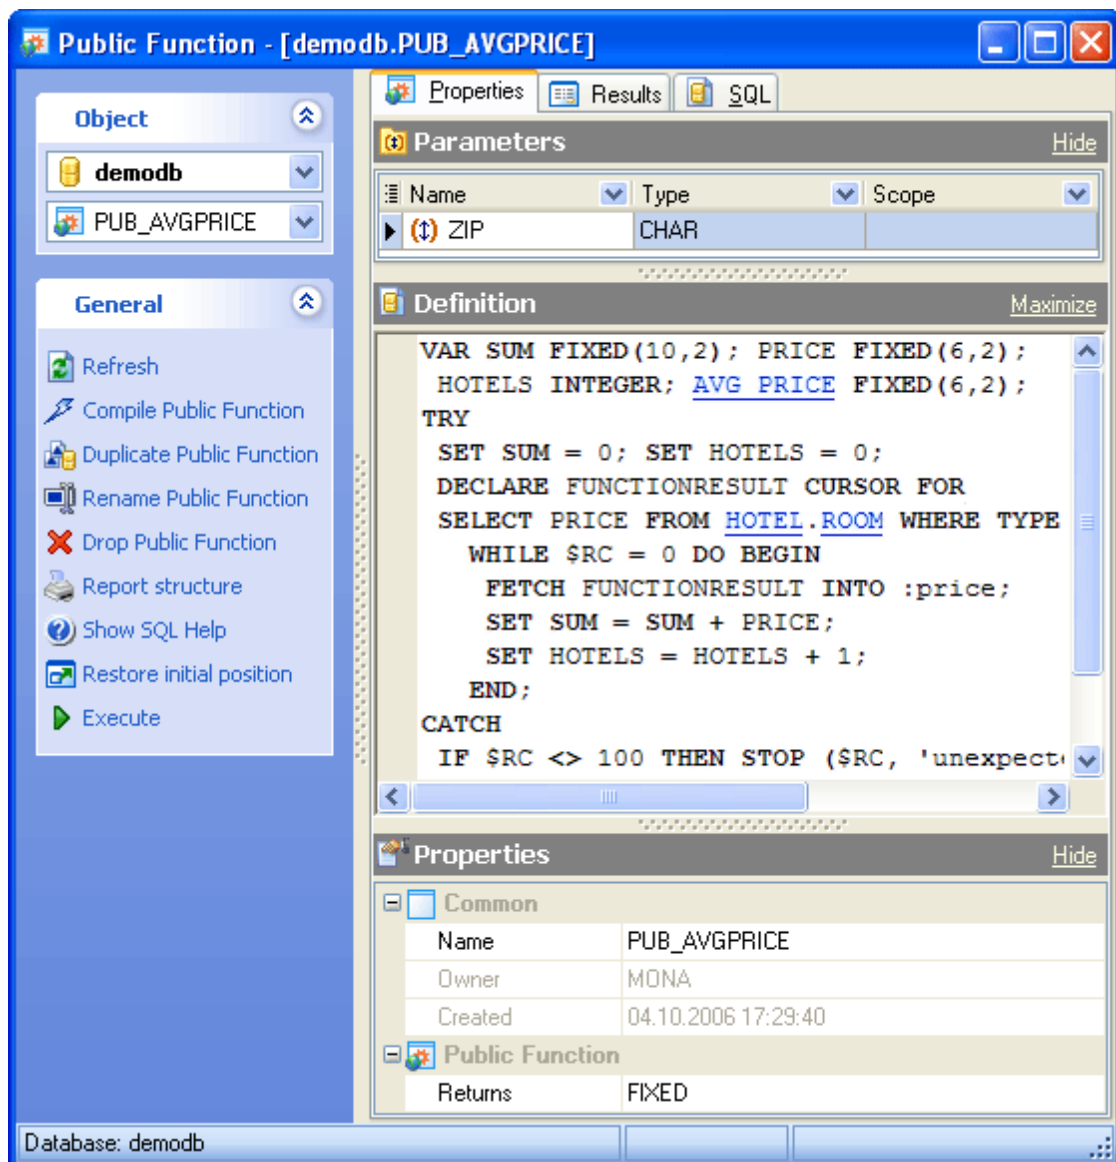 Public Function - [demodb.PUB_AVGPRICE]
Object
demodb
PUB_AVGPRICE
General
Refresh
Compile Public Function
Duplicate Public Function
Rename Public Function
Drop Public Function
Report structure
Show SQL Help
Restore initial position
Execute
Properties Results SQL
Parameters Hide
Name Type Scope
ZIP CHAR
Definition Maximize
VAR SUM FIXED(10,2); PRICE FIXED(6,2);
HOTELS INTEGER; AVG_PRICE FIXED(6,2);
TRY
SET SUM = 0; SET HOTELS = 0;
DECLARE FUNCTIONRESULT CURSOR FOR
SELECT PRICE FROM HOTEL.ROOM WHERE TYPE
WHILE $RC = 0 DO BEGIN
FETCH FUNCTIONRESULT INTO :price;
SET SUM = SUM + PRICE;
SET HOTELS = HOTELS + 1;
END;
CATCH
IF $RC <> 100 THEN STOP ($RC, 'unexpect
Properties Hide
Common
Name PUB_AVGPRICE
Owner MONA
Created 04.10.2006 17:29:40
Public Function
Returns FIXED
Database: demodb